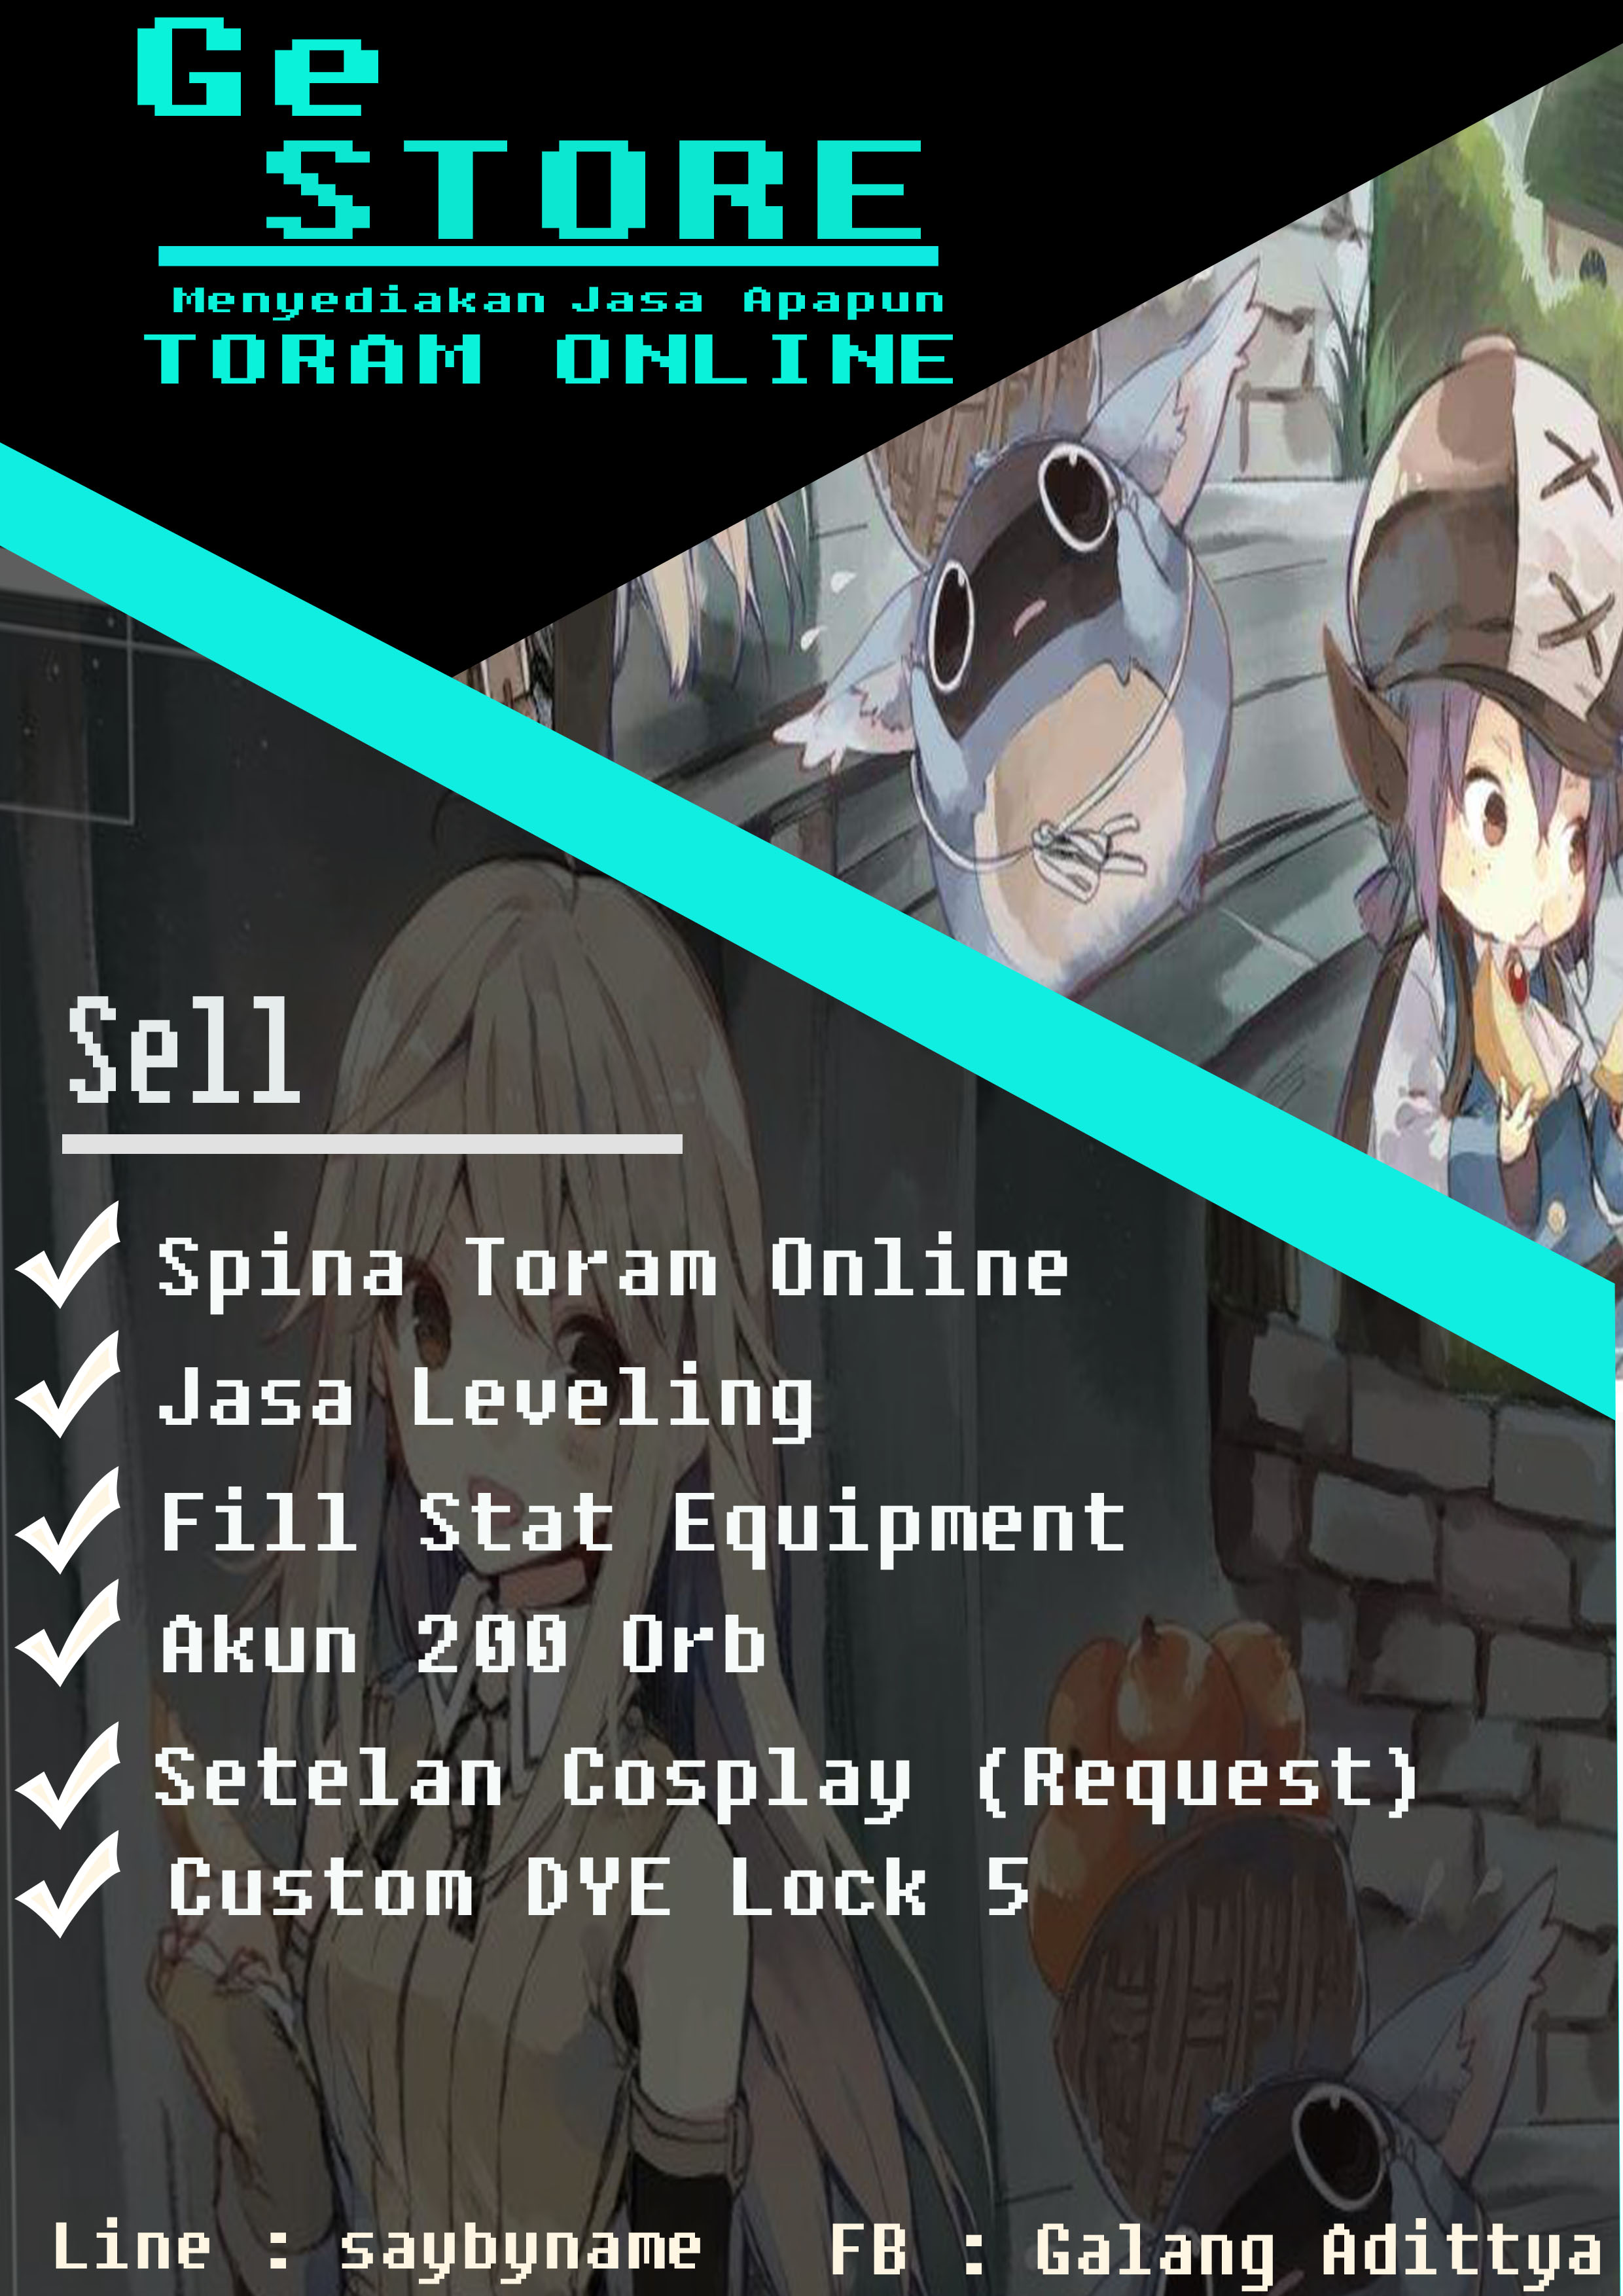 Ge
STORE
Menyediakan Jasa Apapun
TORAM ONLINE
Sell
Spina Toram Online
Jasa Leveling
Fill Stat Equipment
Akun 200 Orb
Setelan Cosplay (Request)
Custom DYE Lock 5
Line : saybyname FB : Galang Adittya